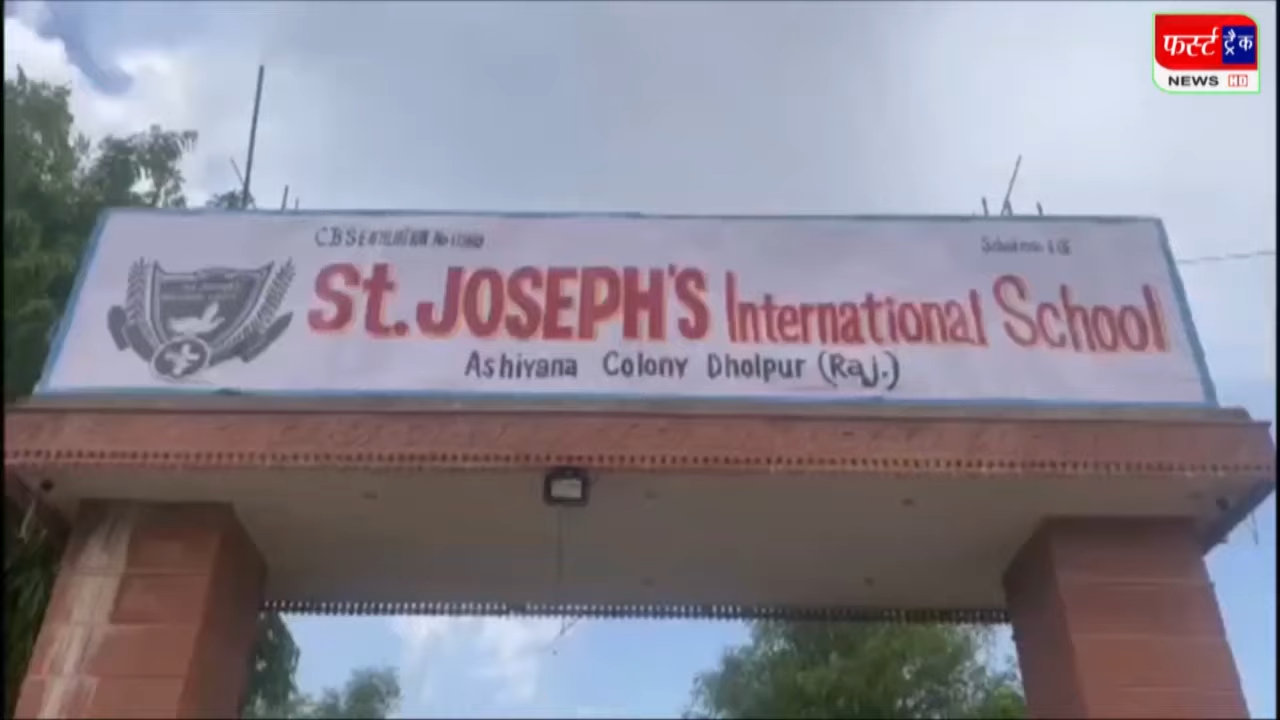 फर्स्ट ट्रैक
NEWS HD
St. JOSEPH'S International School
Ashiyana Colony Dholpur (Raj.)